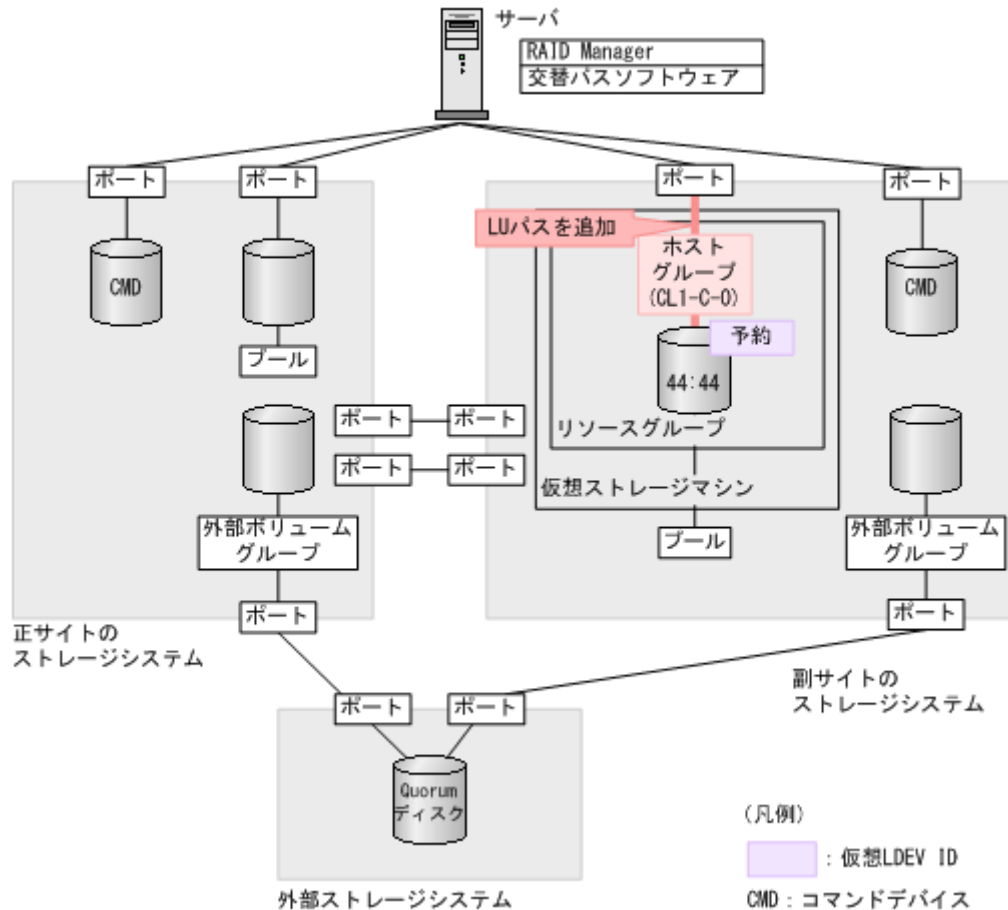 サーバ
RAID Manager
交替パスソフトウェア
ポート
ポート
ポート
ポート
LUパスを追加
ホスト
グループ
(CL1-C-0)
CMD
CMD
予約
プール
44:44
ポート
ポート
リソースグループ
ポート
ポート
仮想ストレージマシン
外部ボリューム
グループ
プール
外部ボリューム
グループ
ポート
ポート
正サイトの
ストレージシステム
副サイトの
ストレージシステム
ポート
ポート
Quorum
ディスク
(凡例)
：仮想LDEV ID
外部ストレージシステム
CMD：コマンドデバイス